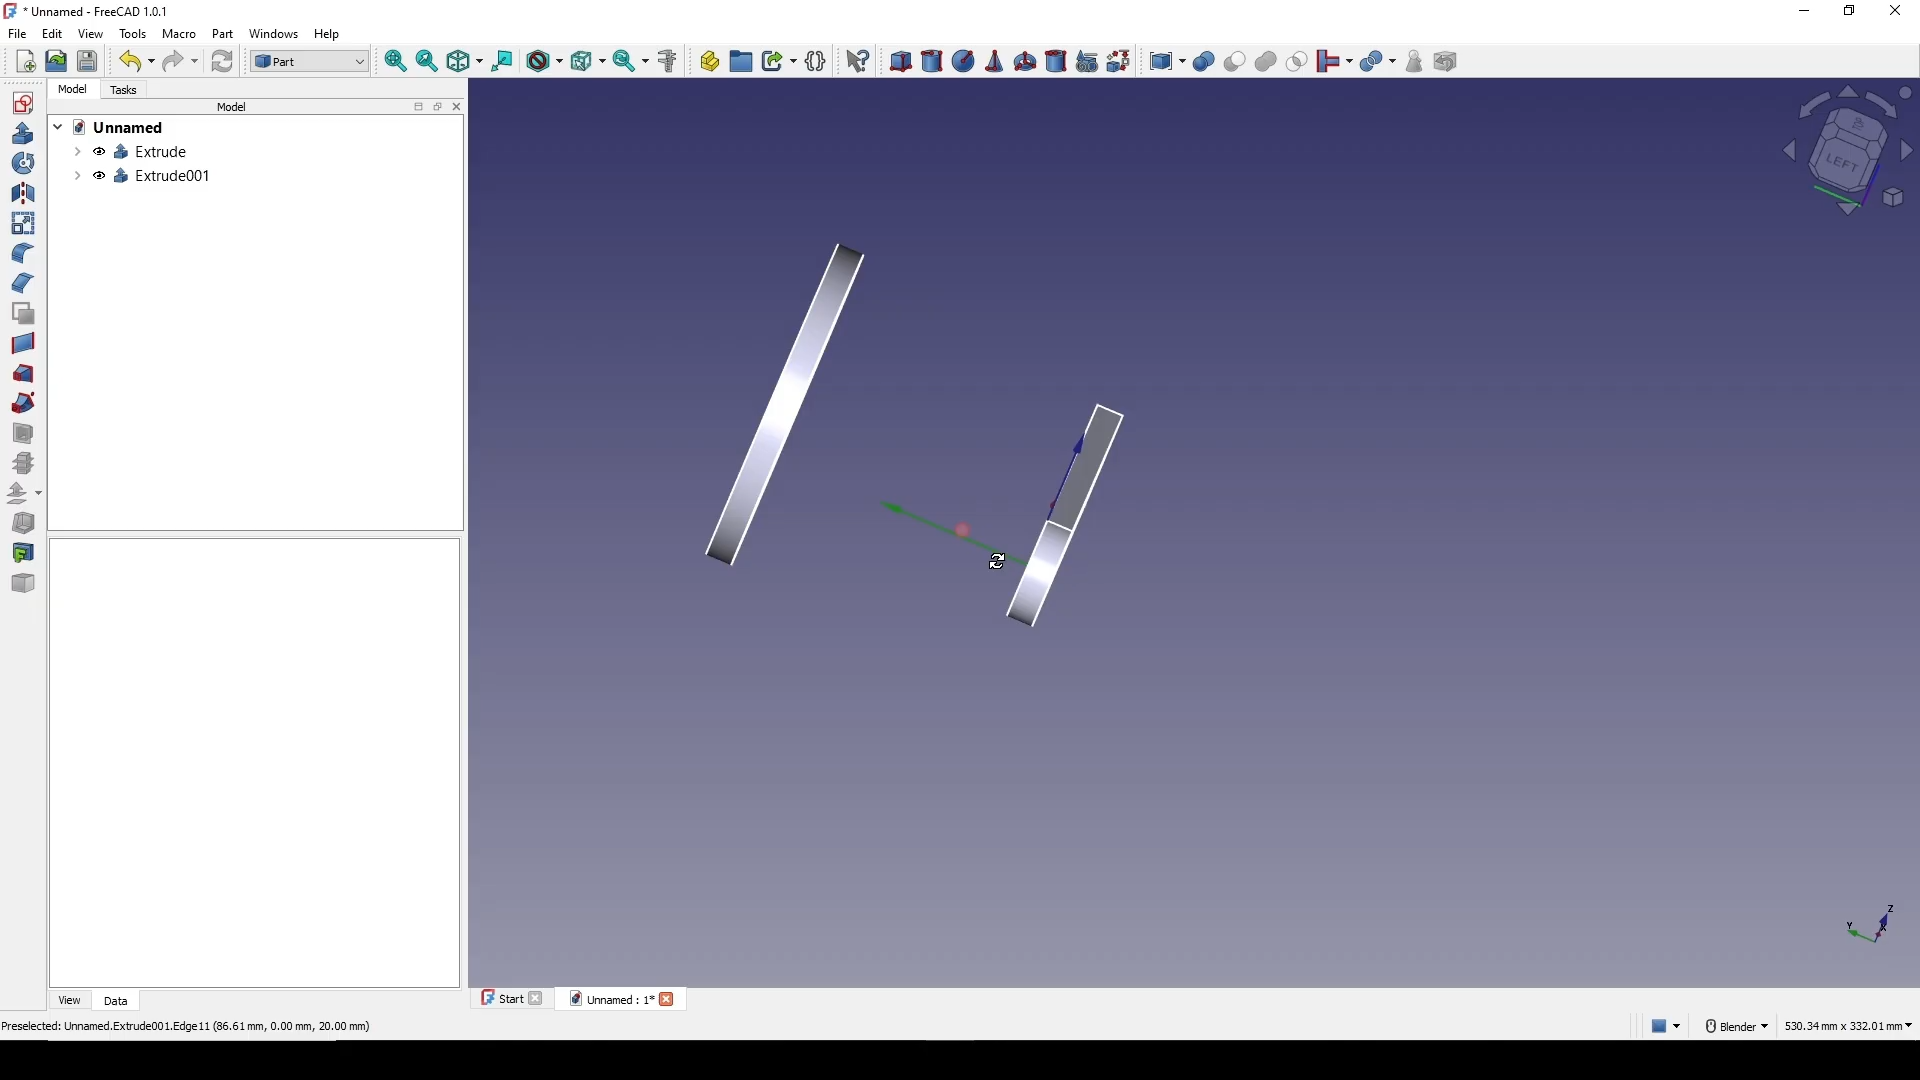 * Unnamed - FreeCAD 1.0.1
File Edit View Tools Macro Part Windows Help
Part
Model Tasks
Model
Unnamed
Extrude
Extrude001
LEFT
Z
Y
X
View Data
Start Unnamed : 1*
Preselected: Unnamed.Extrude001.Edge11 (86.61 mm, 0.00 mm, 20.00 mm)
Blender 530.34 mm x 332.01 mm